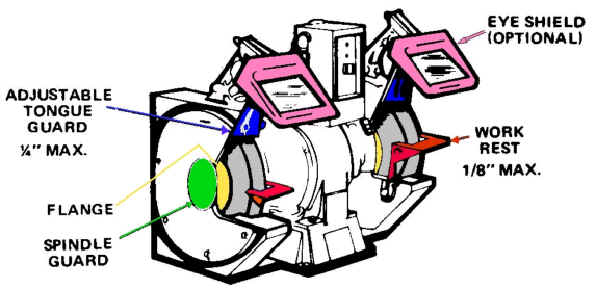 EYE SHIELD
(OPTIONAL)
ADJUSTABLE
TONGUE
GUARD
¼" MAX.
WORK
REST
1/8" MAX.
FLANGE
SPINDLE
GUARD